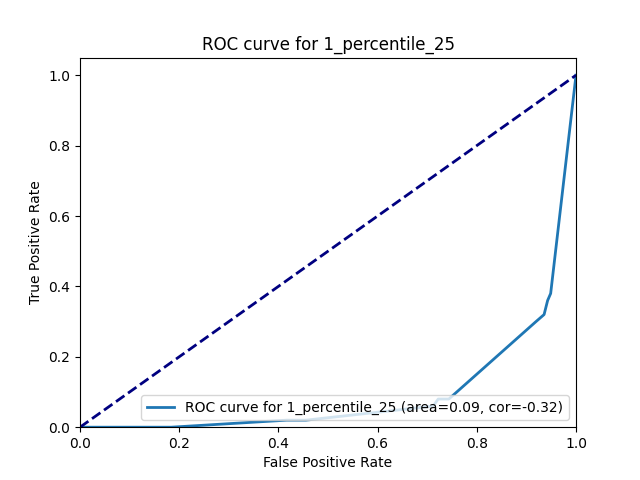 ROC curve for 1_percentile_25
True Positive Rate
1.0
0.8
0.6
0.4
0.2
0.0
ROC curve for 1_percentile_25 (area=0.09, cor=-0.32)
0.0 0.2 0.4 0.6 0.8 1.0
False Positive Rate